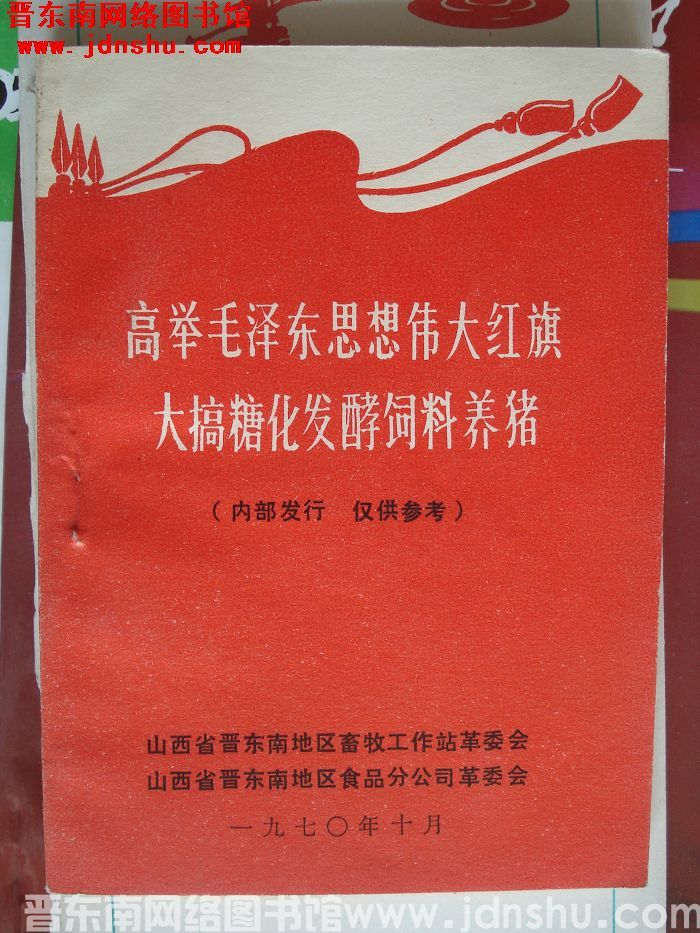 晋东南网络图书馆
www.jdnshu.com
高举毛泽东思想伟大红旗
大搞糖化发酵饲料养猪
(内部发行 仅供参考)
山西省晋东南地区畜牧工作站革委会
山西省晋东南地区食品分公司革委会
一九七〇年十月
晋东南网络图书馆www.jdnshu.com